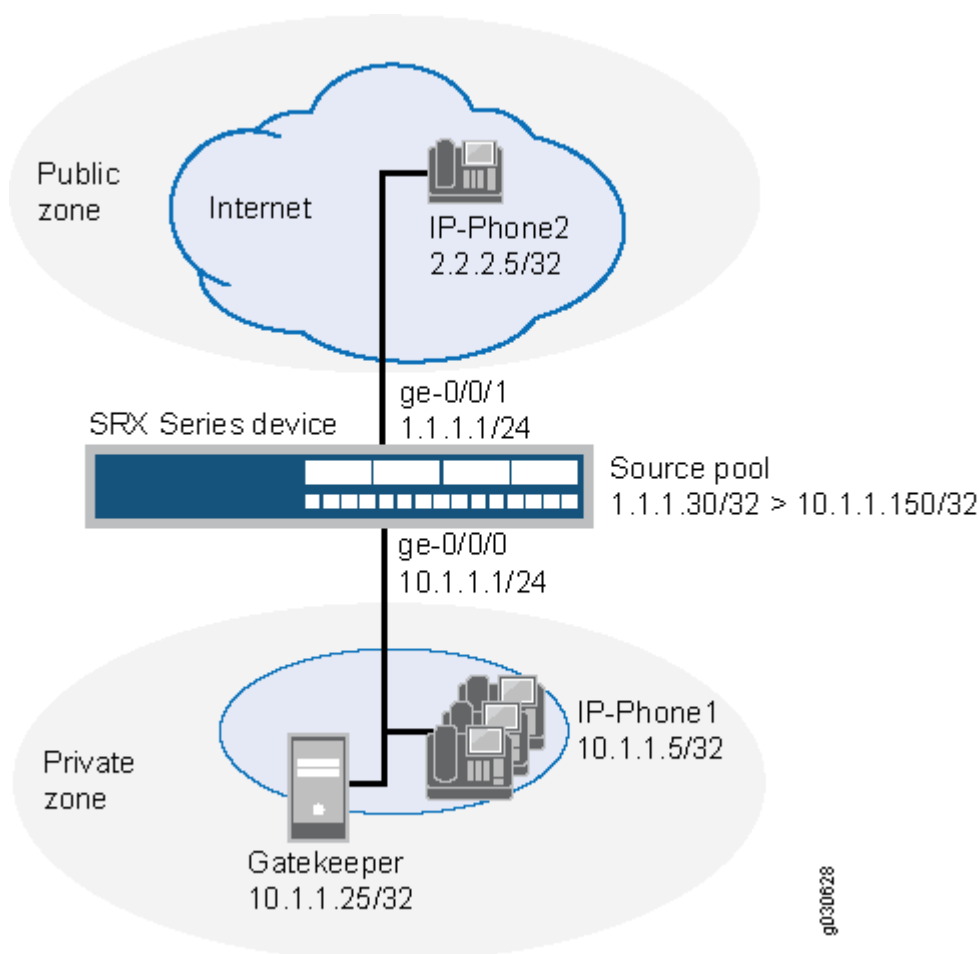 Public
zone
Internet
IP-Phone2
2.2.2.5/32
ge-0/0/1
1.1.1.1/24
SRX Series device
Source pool
1.1.1.30/32 > 10.1.1.150/32
ge-0/0/0
10.1.1.1/24
IP-Phone1
10.1.1.5/32
Private
zone
Gatekeeper
10.1.1.25/32
g030628